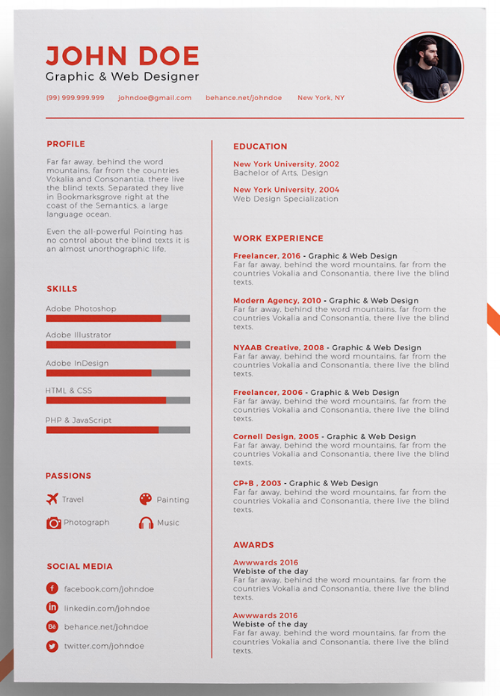 JOHN DOE
Graphic & Web Designer
(99) 999.999.999 johndoe@gmail.com behance.net/johndoe New York, NY
PROFILE
Far far away, behind the word
mountains, far from the countries
Vokalia and Consonantia, there live
the blind texts. Separated they live
in Bookmarksgrove right at the
coast of the Semantics, a large
language ocean.
Even the all-powerful Pointing has
no control about the blind texts it is
an almost unorthographic life.
SKILLS
Adobe Photoshop
Adobe Illustrator
Adobe InDesign
HTML & CSS
PHP & JavaScript
PASSIONS
Travel
Painting
Photograph
Music
SOCIAL MEDIA
facebook.com/johndoe
in linkedin.com/johndoe
Bē behance.net/johndoe
twitter.com/johndoe
EDUCATION
New York University, 2002
Bachelor of Arts, Design
New York University, 2004
Web Design Specialization
WORK EXPERIENCE
Freelancer, 2016 - Graphic & Web Design
Far far away, behind the word mountains, far from the
countries Vokalia and Consonantia, there live the blind
texts.
Modern Agency, 2010 - Graphic & Web Design
Far far away, behind the word mountains, far from the
countries Vokalia and Consonantia, there live the blind
texts.
NYAAB Creative, 2008 - Graphic & Web Design
Far far away, behind the word mountains, far from the
countries Vokalia and Consonantia, there live the blind
texts.
Freelancer, 2006 - Graphic & Web Design
Far far away, behind the word mountains, far from the
countries Vokalia and Consonantia, there live the blind
texts.
Cornell Design, 2005 - Graphic & Web Design
Far far away, behind the word mountains, far from the
countries Vokalia and Consonantia, there live the blind
texts.
CP+B , 2003 - Graphic & Web Design
Far far away, behind the word mountains, far from the
countries Vokalia and Consonantia, there live the blind
texts.
AWARDS
Awwwards 2016
Webiste of the day
Far far away, behind the word mountains, far from the
countries Vokalia and Consonantia, there live the blind
texts.
Awwwards 2016
Webiste of the day
Far far away, behind the word mountains, far from the
countries Vokalia and Consonantia, there live the blind
texts.